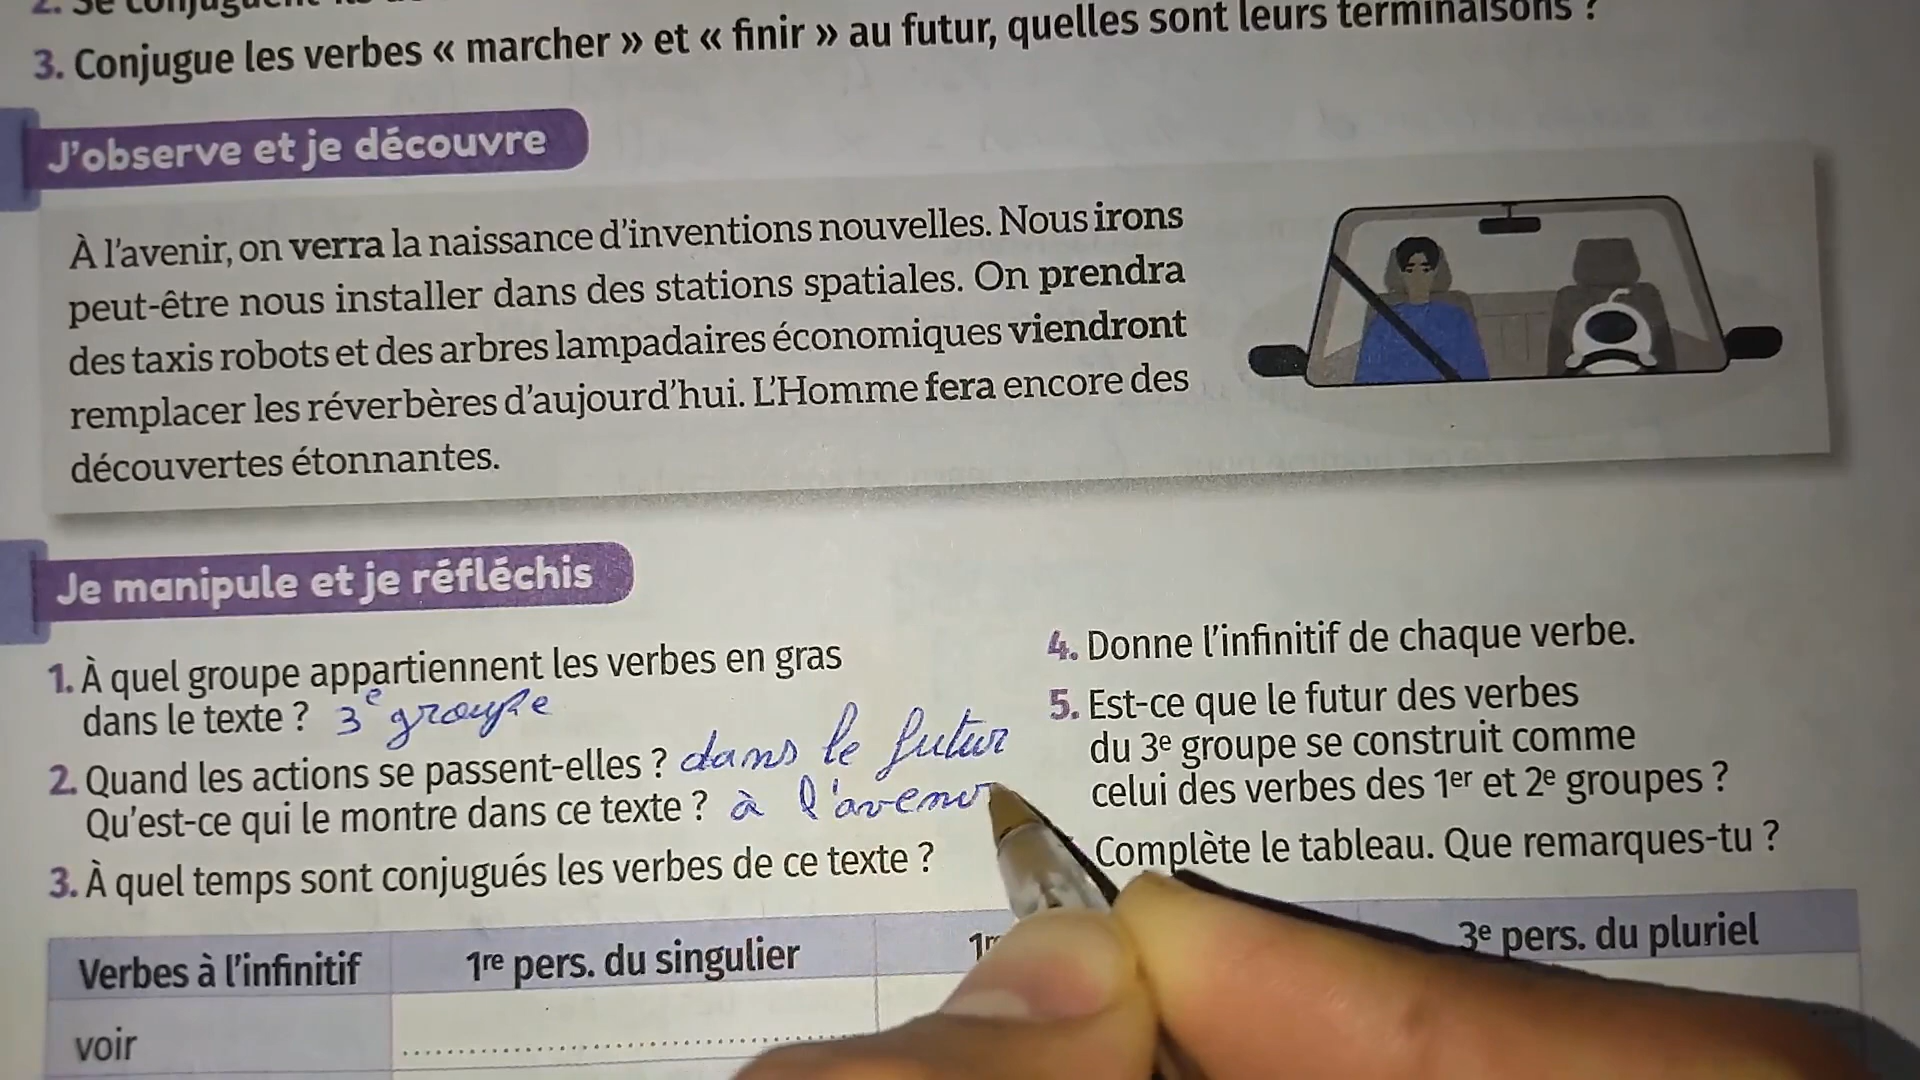 3. Conjugue les verbes « marcher » et « finir » au futur, quelles sont leurs terminaisons ?
J'observe et je découvre
À l'avenir, on verra la naissance d'inventions nouvelles. Nous irons
peut-être nous installer dans des stations spatiales. On prendra
des taxis robots et des arbres lampadaires économiques viendront
remplacer les réverbères d'aujourd'hui. L'Homme fera encore des
découvertes étonnantes.
Je manipule et je réfléchis
1. À quel groupe appartiennent les verbes en gras
dans le texte ? 3e groupe
2. Quand les actions se passent-elles ? dans le futur
Qu'est-ce qui le montre dans ce texte ? à l'avenir
3. À quel temps sont conjugués les verbes de ce texte ?
4. Donne l'infinitif de chaque verbe.
5. Est-ce que le futur des verbes
du 3e groupe se construit comme
celui des verbes des 1er et 2e groupes ?
Complète le tableau. Que remarques-tu ?
Verbes à l'infinitif 1re pers. du singulier 3e pers. du pluriel
voir